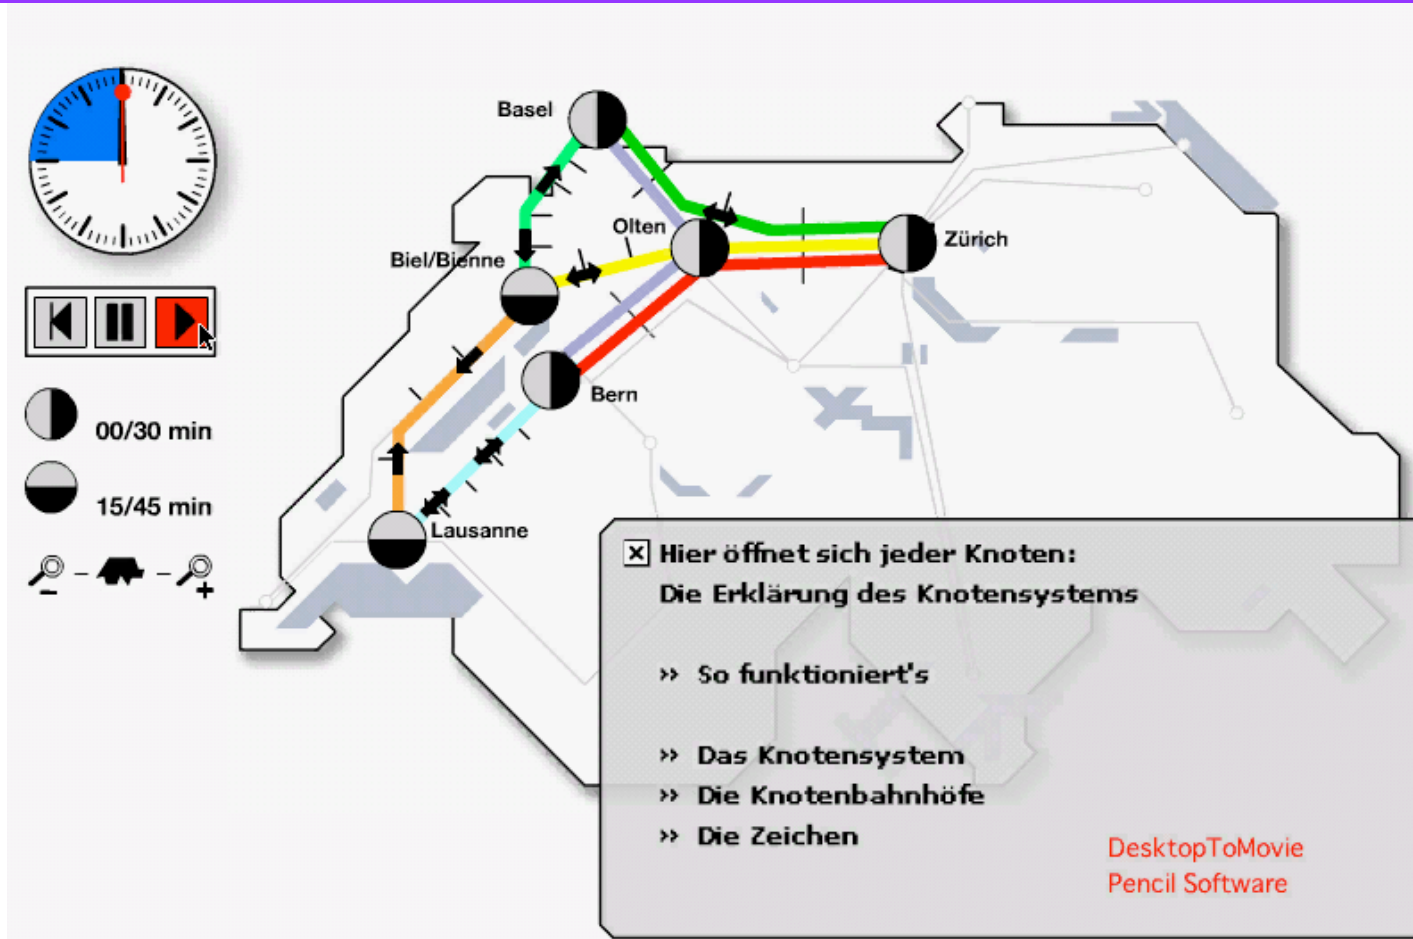 Basel
Olten
Zürich
Biel/Bienne
Bern
00/30 min
15/45 min
Lausanne
Hier öffnet sich jeder Knoten:
Die Erklärung des Knotensystems
»  So funktioniert's
»  Das Knotensystem
»  Die Knotenbahnhöfe
»  Die Zeichen
DesktopToMovie
Pencil Software